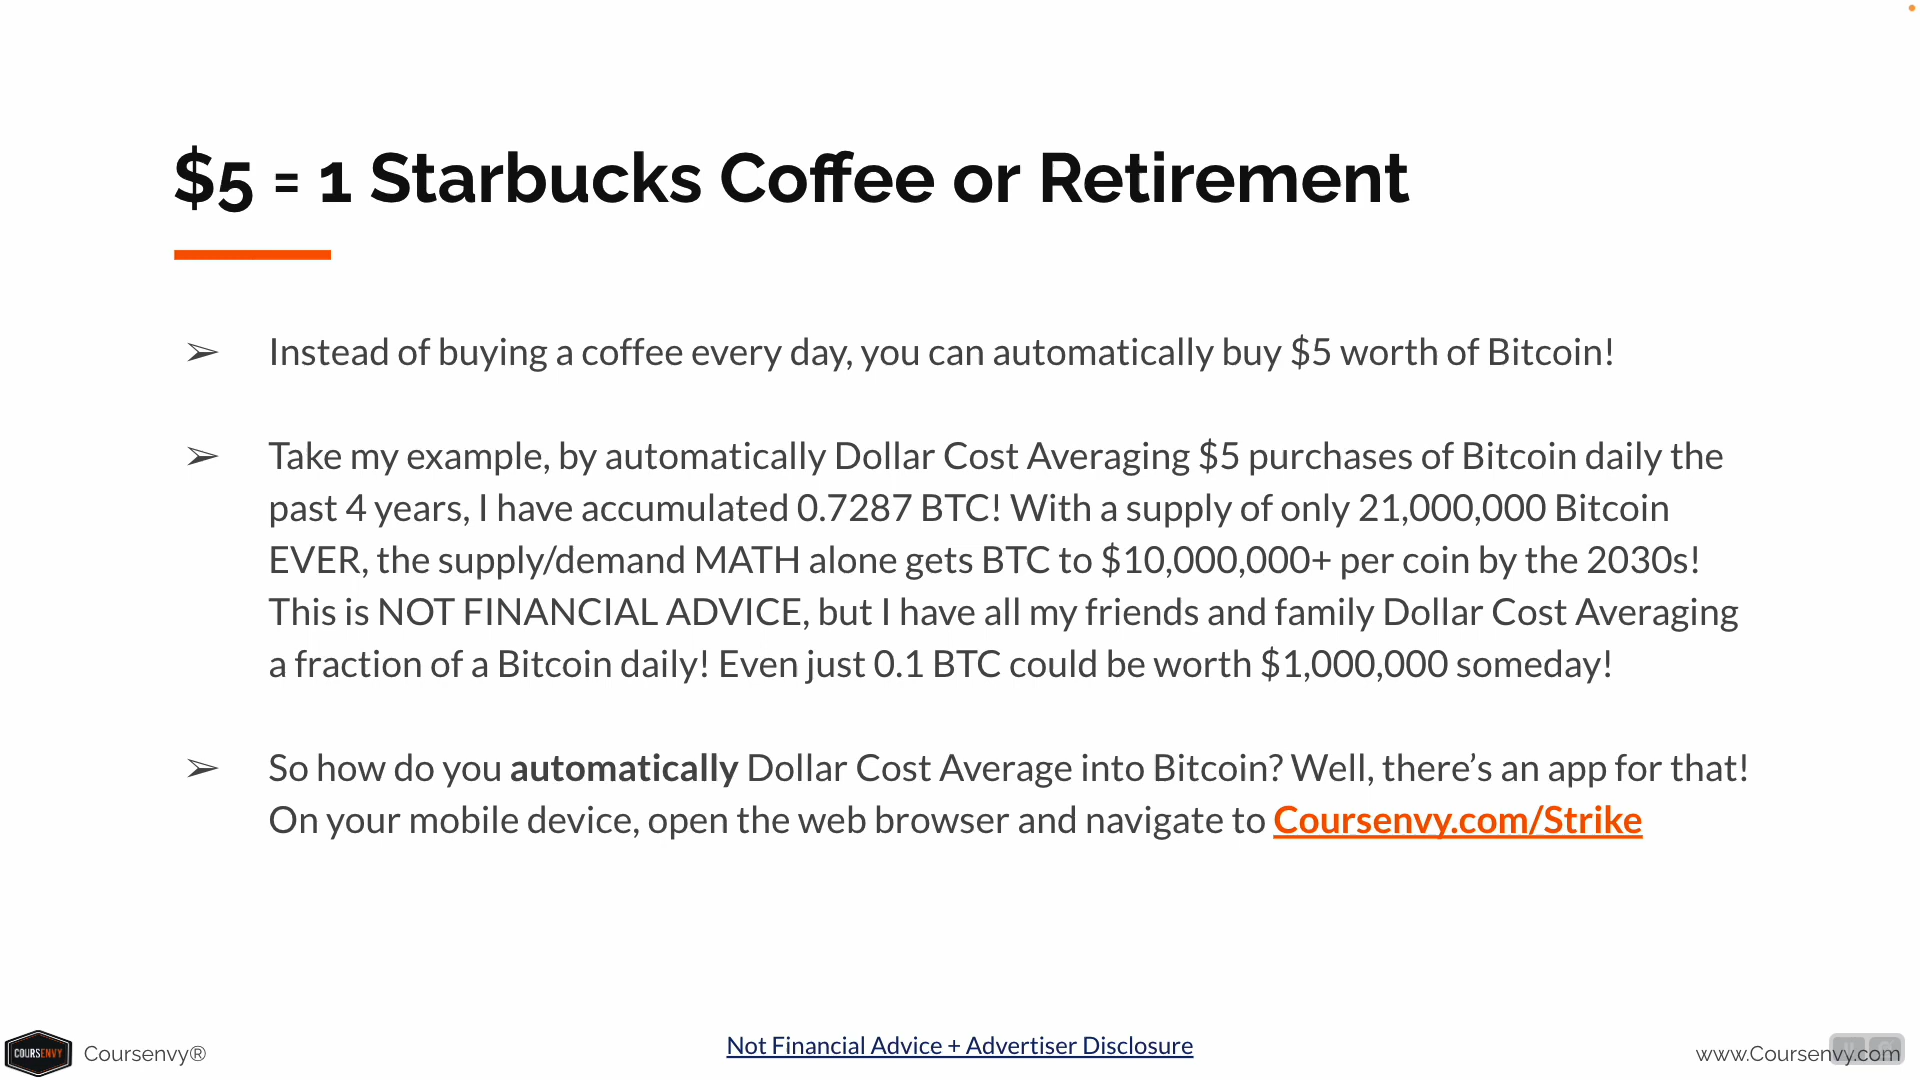 $5 = 1 Starbucks Coffee or Retirement
➢ Instead of buying a coffee every day, you can automatically buy $5 worth of Bitcoin!
➢ Take my example, by automatically Dollar Cost Averaging $5 purchases of Bitcoin daily the
past 4 years, I have accumulated 0.7287 BTC! With a supply of only 21,000,000 Bitcoin
EVER, the supply/demand MATH alone gets BTC to $10,000,000+ per coin by the 2030s!
This is NOT FINANCIAL ADVICE, but I have all my friends and family Dollar Cost Averaging
a fraction of a Bitcoin daily! Even just 0.1 BTC could be worth $1,000,000 someday!
➢ So how do you automatically Dollar Cost Average into Bitcoin? Well, there’s an app for that!
On your mobile device, open the web browser and navigate to Coursenvy.com/Strike
COURSENVY
Coursenvy®
Not Financial Advice + Advertiser Disclosure
www.Coursenvy.com